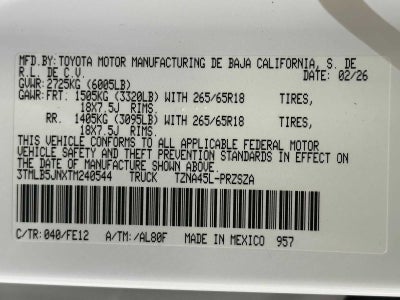 MFD.BY: TOYOTA MOTOR MANUFACTURING DE BAJA CALIFORNIA, S. DE
R.L. DE C.V. DATE: 02/26
GVWR: 2725KG (6005LB)
GAWR: FRT. 1505KG (3320LB) WITH 265/65R18 TIRES,
18X7.5J RIMS.
RR. 1405KG (3095LB) WITH 265/65R18 TIRES,
18X7.5J RIMS.
THIS VEHICLE CONFORMS TO ALL APPLICABLE FEDERAL MOTOR
VEHICLE SAFETY AND THEFT PREVENTION STANDARDS IN EFFECT ON
THE DATE OF MANUFACTURE SHOWN ABOVE.
3TMLB5JNXTM240544 TRUCK TZNA45L-PRZSZA
C/TR: 040/FE12 A/TM: /AL80F MADE IN MEXICO 957